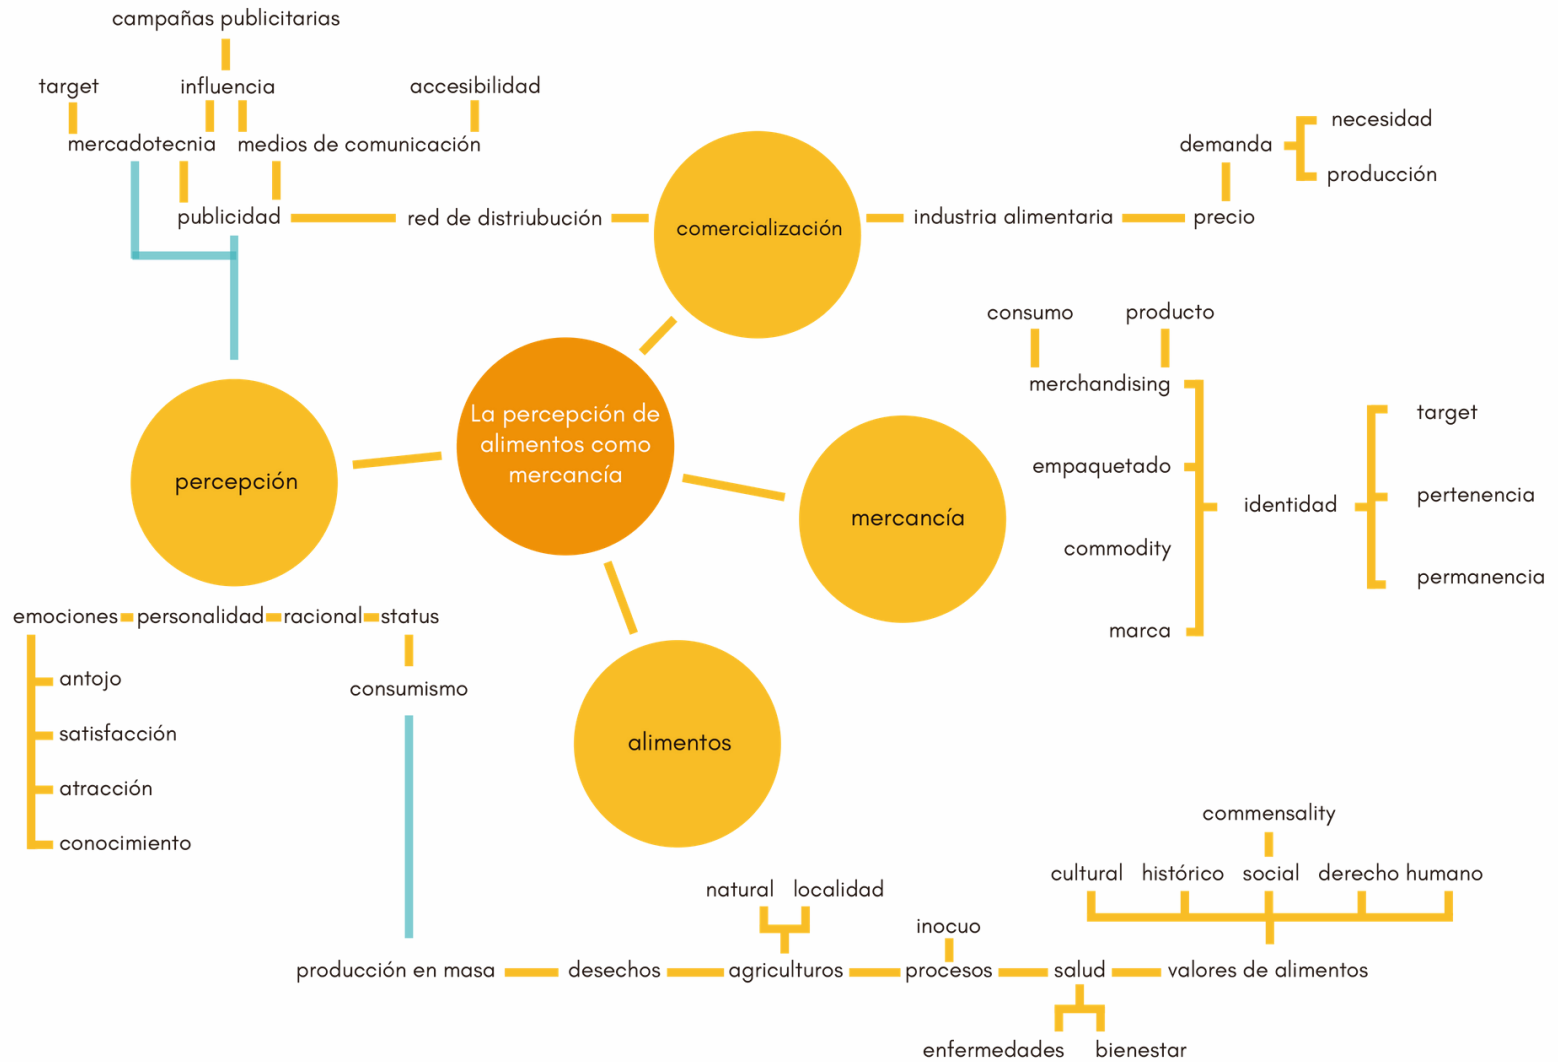 campañas publicitarias
target
influencia
accesibilidad
mercadotecnia
medios de comunicación
publicidad
red de distriubución
comercialización
industria alimentaria
precio
demanda
necesidad
producción
La percepción de
alimentos como
mercancía
percepción
mercancía
alimentos
consumo
producto
merchandising
empaquetado
commodity
marca
identidad
target
pertenencia
permanencia
emociones
personalidad
racional
status
antojo
satisfacción
atracción
conocimiento
consumismo
producción en masa
desechos
natural
localidad
agriculturos
inocuo
procesos
salud
enfermedades
bienestar
valores de alimentos
commensality
cultural
histórico
social
derecho humano